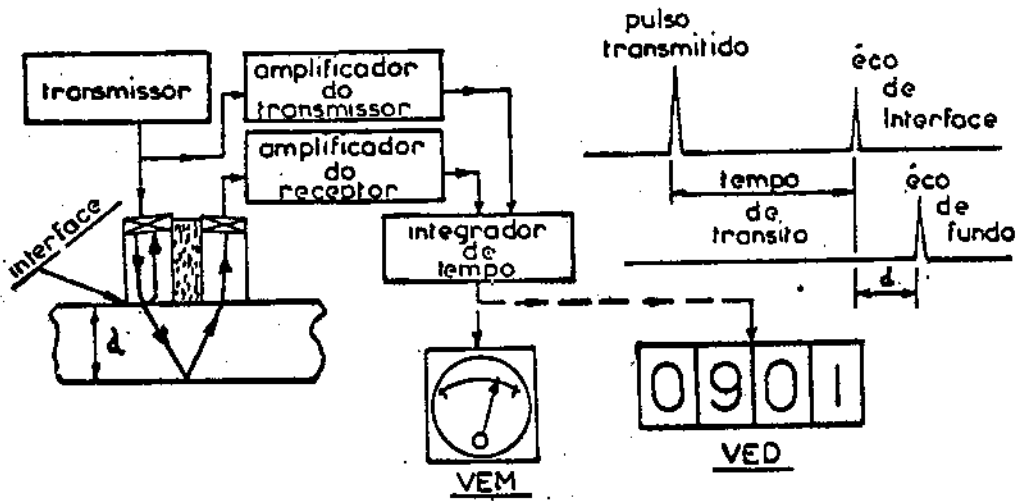 transmissor
amplificador
do
transmissor
amplificador
do
receptor
interface
d
integrador
de
tempo
VEM
0901
VED
pulso
transmitido
éco
de
Interface
tempo
de
transito
éco
de
fundo
d